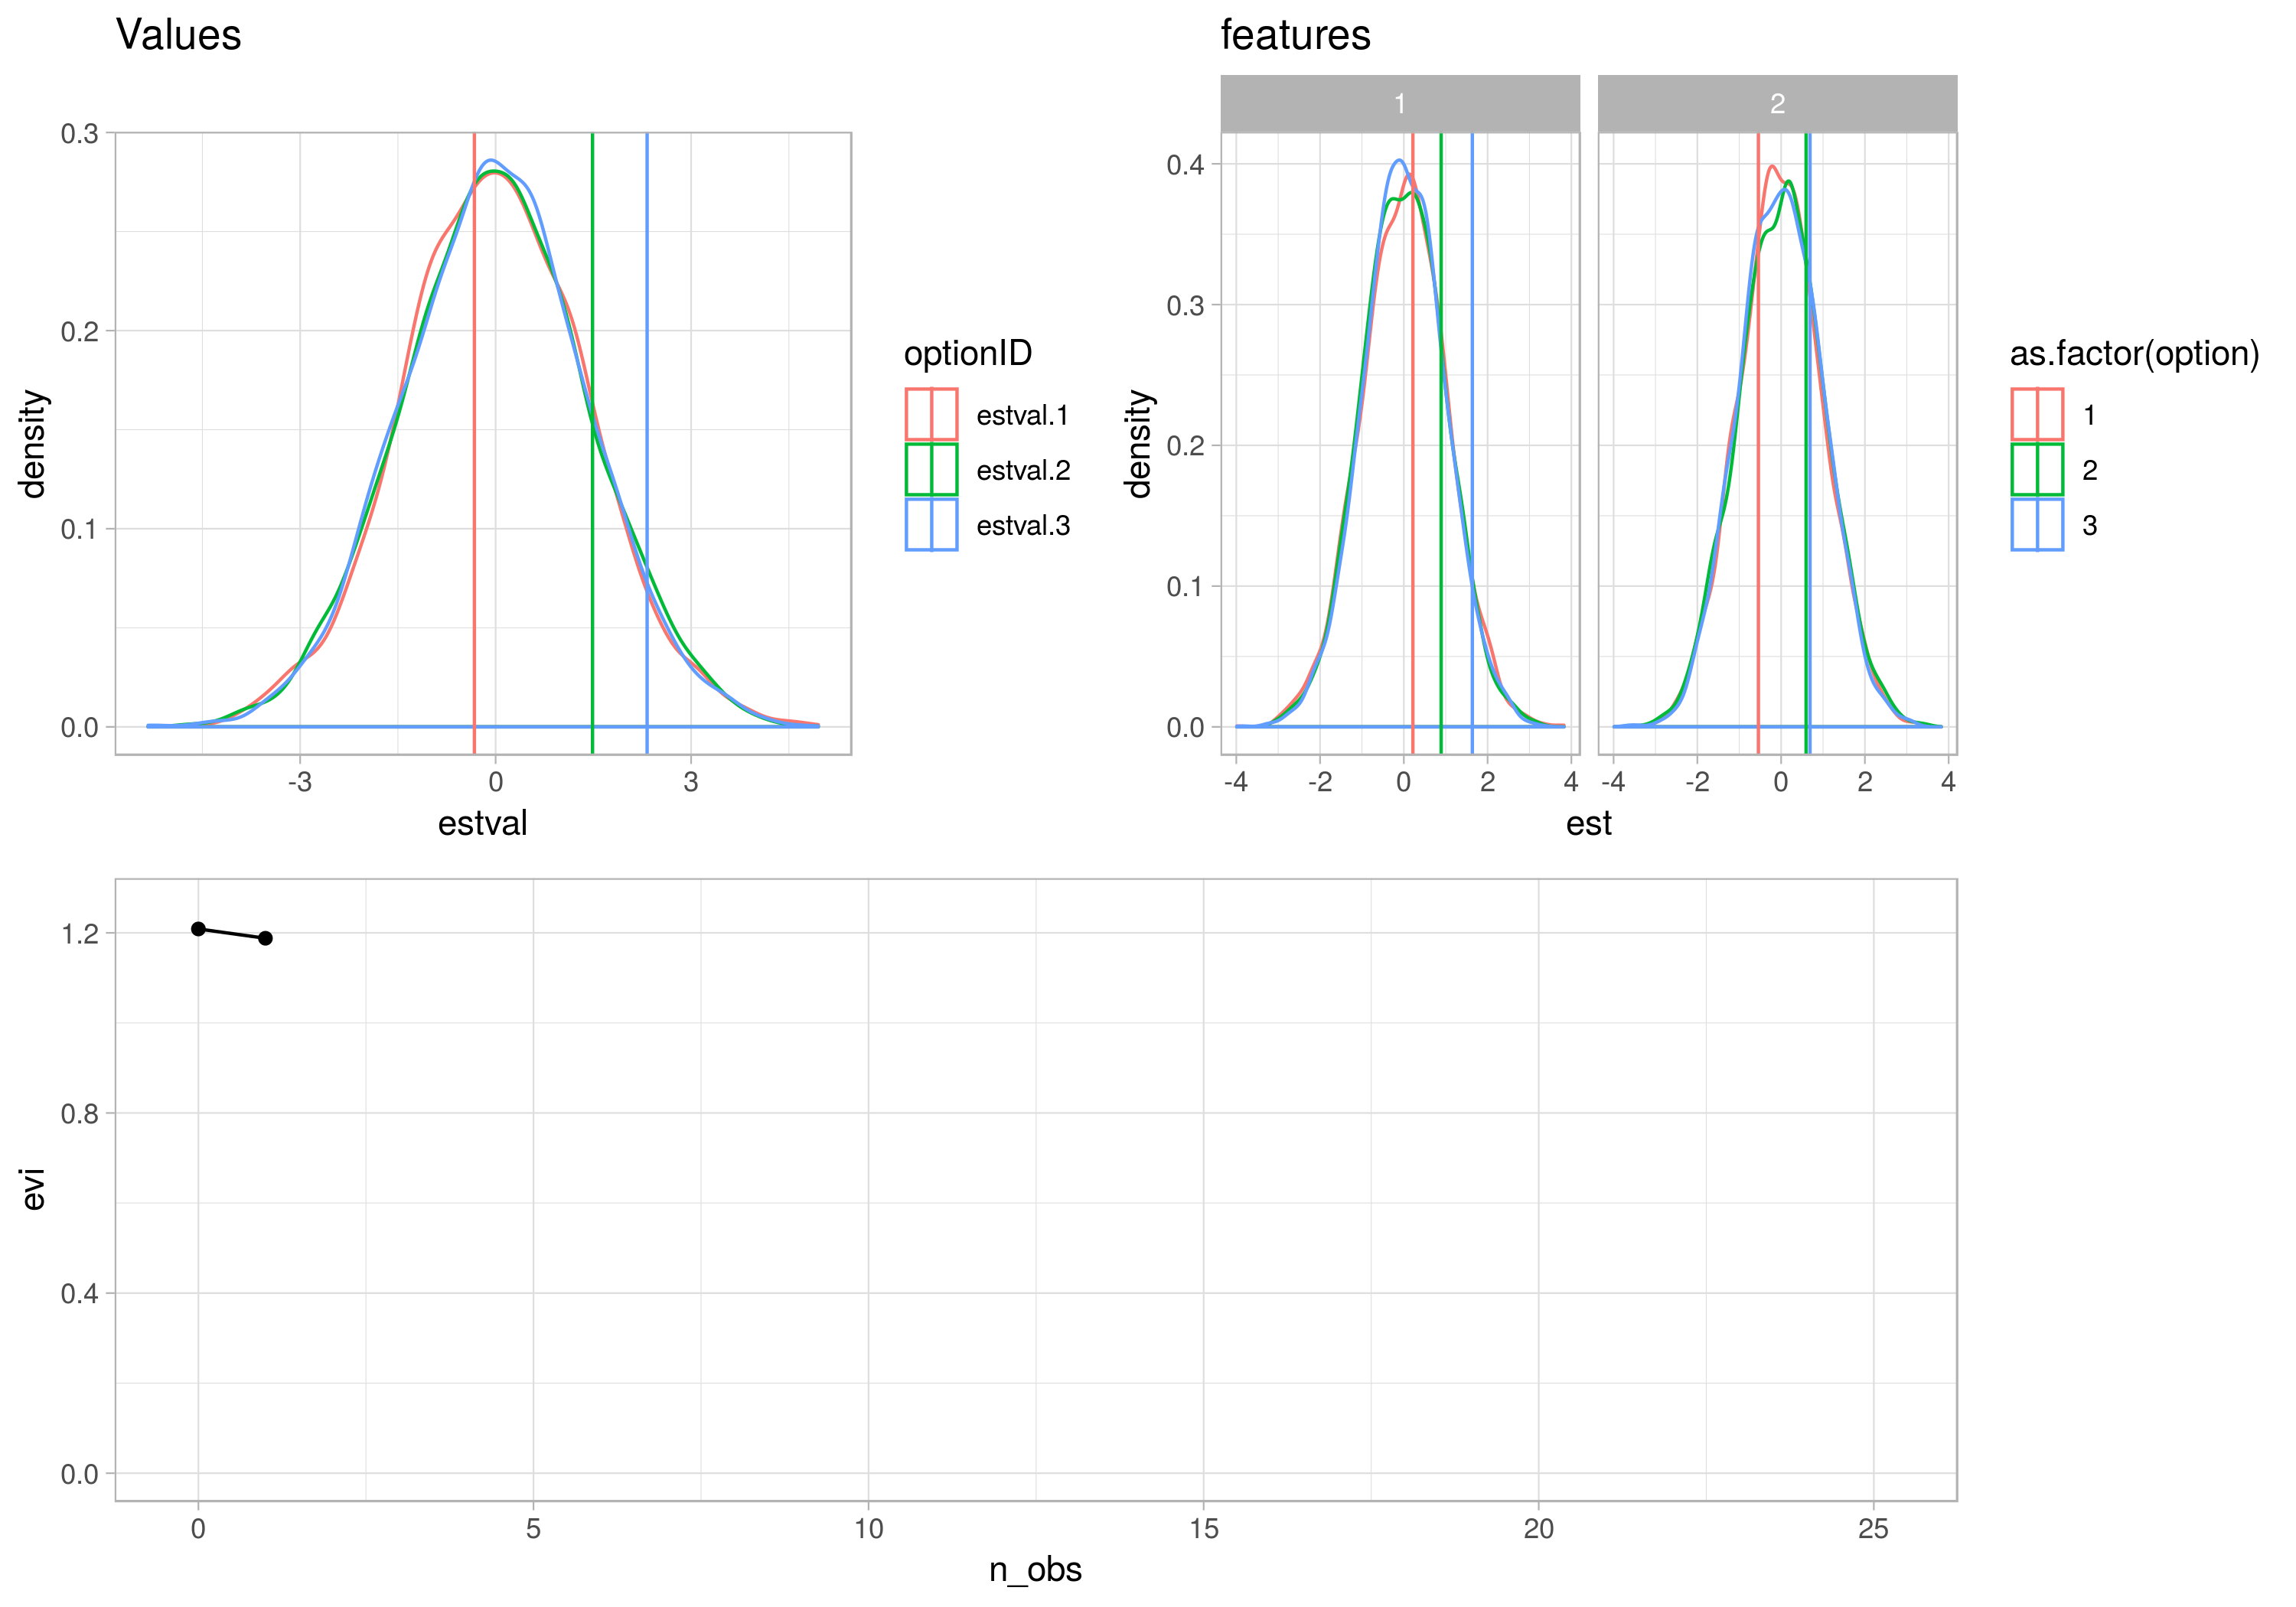 Values
0.3
0.2
0.1
0.0
density
-3 0 3
estval
optionID
estval.1
estval.2
estval.3
features
1 2
0.4
0.3
0.2
0.1
0.0
density
-4 -2 0 2 4 -4 -2 0 2 4
est
as.factor(option)
1
2
3
1.2
0.8
0.4
0.0
evi
0 5 10 15 20 25
n_obs